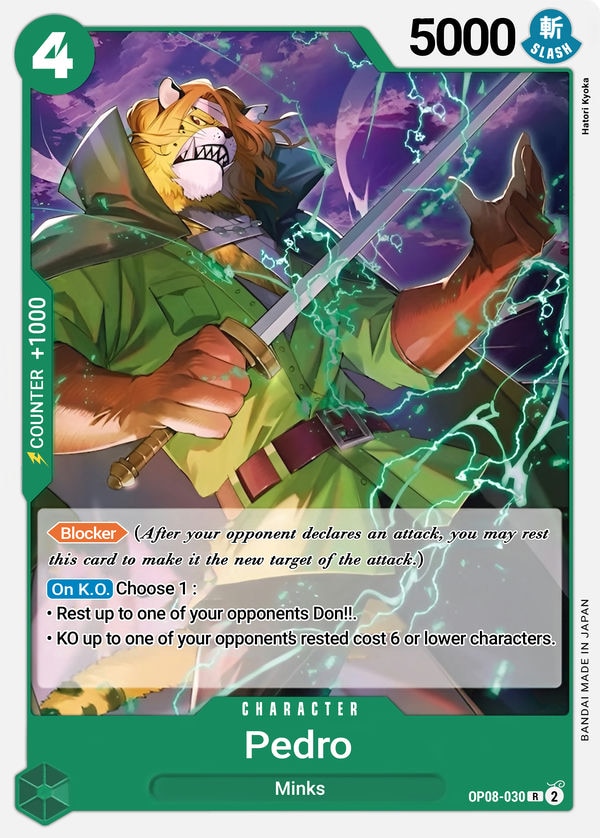 4
5000
斬
SLASH
Hatori Kyoka
COUNTER +1000
Blocker (After your opponent declares an attack, you may rest
this card to make it the new target of the attack.)
On K.O. Choose 1 :
• Rest up to one of your opponents Don!!.
• KO up to one of your opponent's rested cost 6 or lower characters.
BANDAI MADE IN JAPAN
CHARACTER
Pedro
Minks
OP08-030 R 2